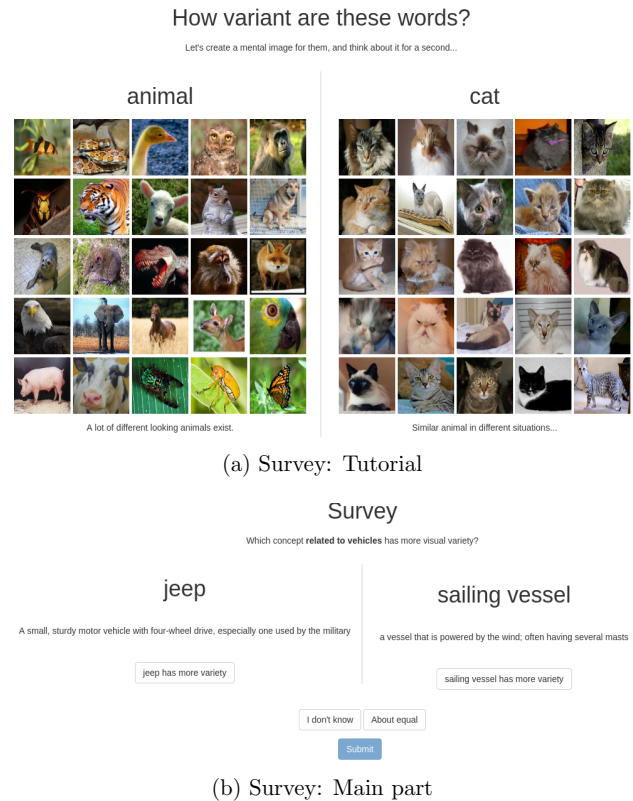 How variant are these words?
Let's create a mental image for them, and think about it for a second...
animal
cat
A lot of different looking animals exist.
Similar animal in different situations...
(a) Survey: Tutorial
Survey
Which concept related to vehicles has more visual variety?
jeep
A small, sturdy motor vehicle with four-wheel drive, especially one used by the military
jeep has more variety
sailing vessel
a vessel that is powered by the wind; often having several masts
sailing vessel has more variety
I don't know
About equal
Submit
(b) Survey: Main part